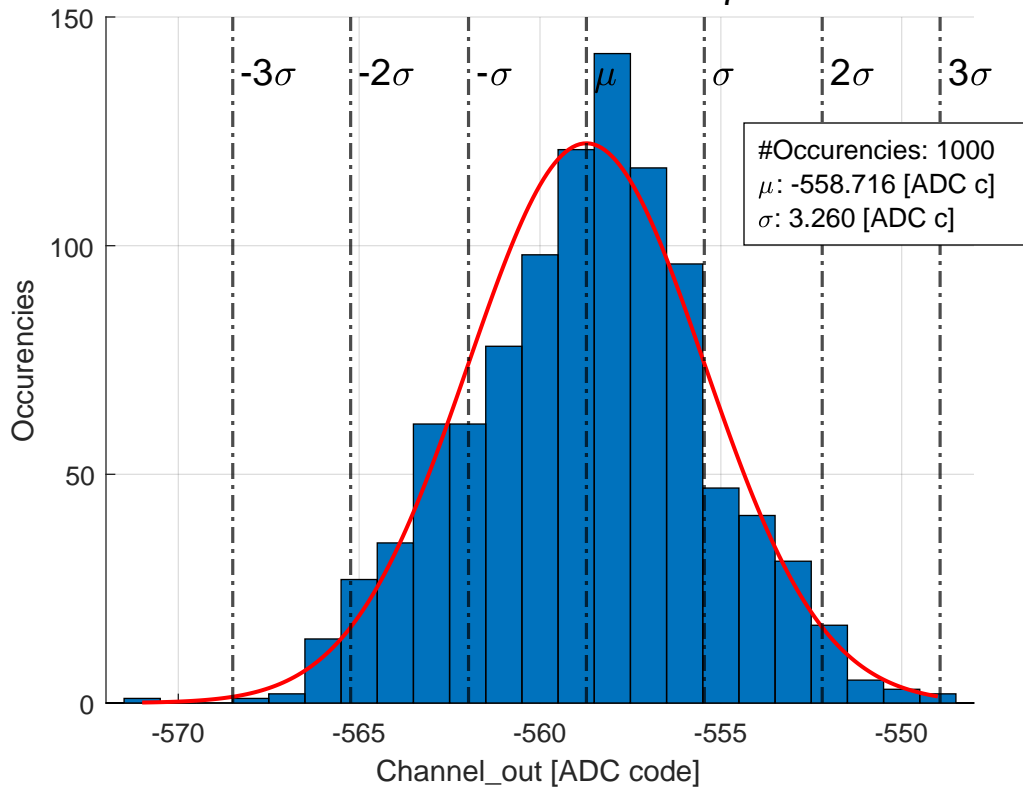 150
100
50
0
-3σ
-2σ
-σ
μ
σ
2σ
3σ
#Occurencies: 1000
μ: -558.716 [ADC c]
σ: 3.260 [ADC c]
Occurencies
-570
-565
-560
-555
-550
Channel_out [ADC code]